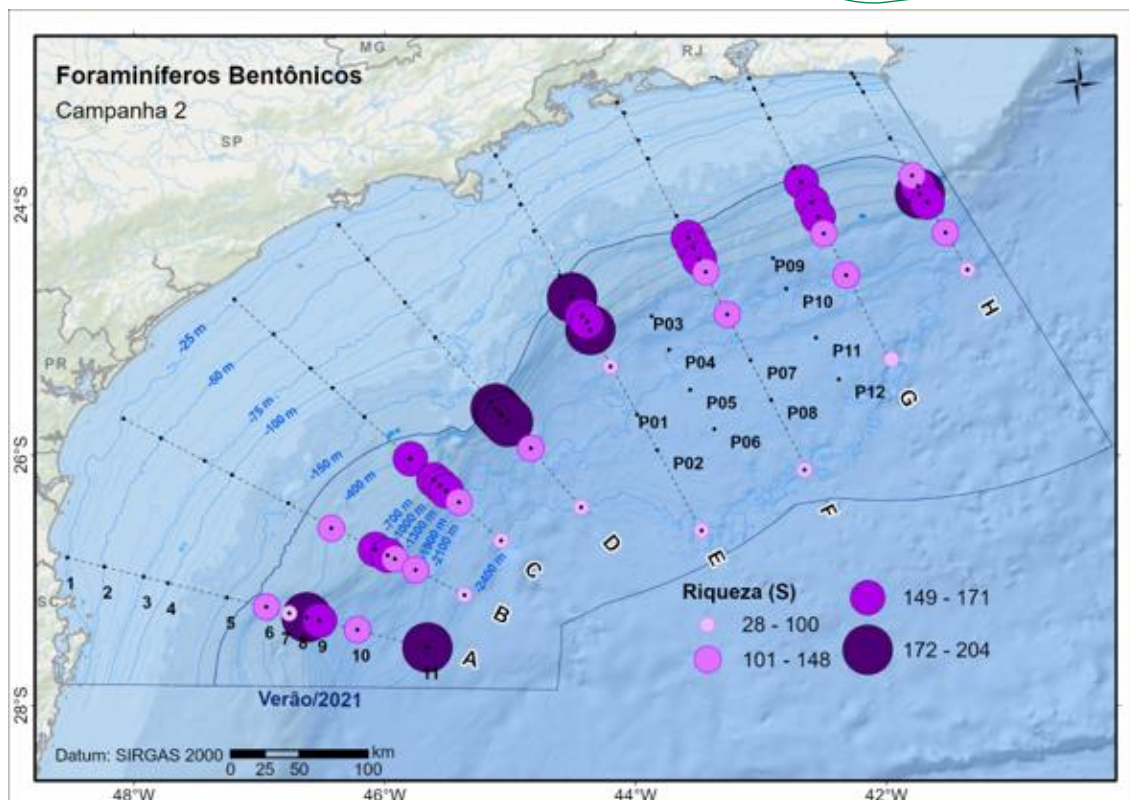 MG
RJ
Foraminíferos Bentônicos
Campanha 2
SP
24°S
P09
P10
P03
H
-25 m
P04
P11
PR
-75 m
P07
P05
P12
-100 m
P01
P08
G
P06
26°S
-150 m
P02
-400 m
F
-700 m
-1000 m
-1300 m
-1900 m
-2100 m
D
E
-2400 m
C
1
2
Riqueza (S)
149 - 171
3
4
SC
B
28 - 100
5
6
7
8
9
10
A
172 - 204
101 - 148
11
Verão/2021
28°S
Datum: SIRGAS 2000
km
0 25 50 100
48°W
46°W
44°W
42°W